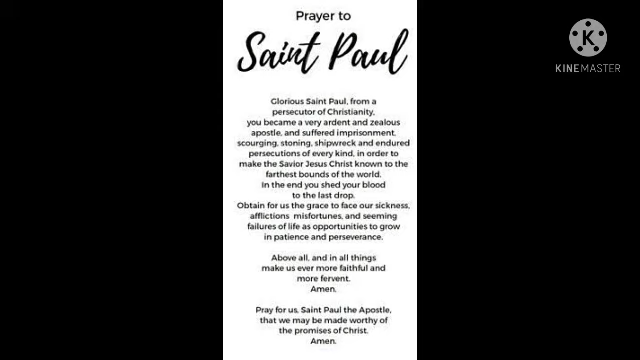 Prayer to
Saint Paul
Glorious Saint Paul, from a
persecutor of Christianity,
you became a very ardent and zealous
apostle, and suffered imprisonment,
scourging, stoning, shipwreck and endured
persecutions of every kind, in order to
make the Savior Jesus Christ known to the
farthest bounds of the world.
In the end you shed your blood
to the last drop.
Obtain for us the grace to face our sickness,
afflictions misfortunes, and seeming
failures of life as opportunities to grow
in patience and perseverance.
Above all, and in all things
make us ever more faithful and
more fervent.
Amen.
Pray for us, Saint Paul the Apostle,
that we may be made worthy of
the promises of Christ.
Amen.
K
KINEMASTER